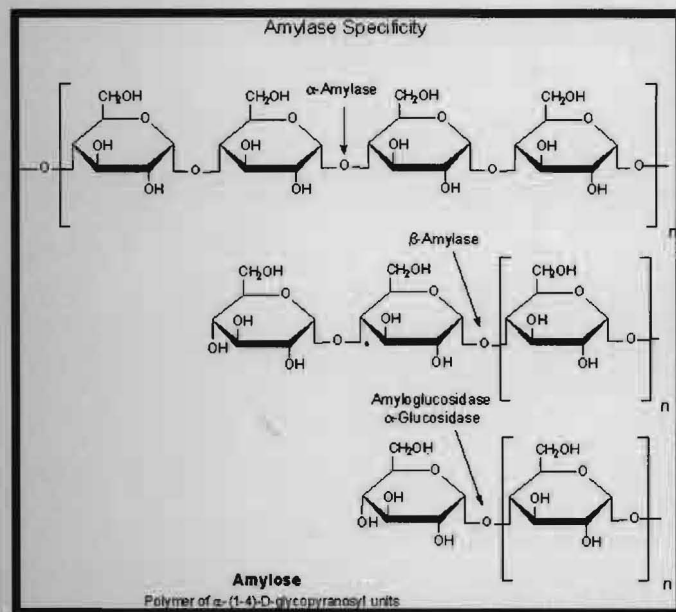 Amylase Specificity
α-Amylase
CH₂OH CH₂OH CH₂OH CH₂OH
O O O O
OH OH OH OH
O O O O O
OH OH OH OH
n
β-Amylase
CH₂OH CH₂OH CH₂OH
O O O
OH OH OH
OH O O O
OH OH OH
n
Amyloglucosidase
α-Glucosidase
CH₂OH CH₂OH
O O
OH OH
OH O O
OH OH
n
Amylose
Polymer of α-(1-4)-D-glycopyranosyl units